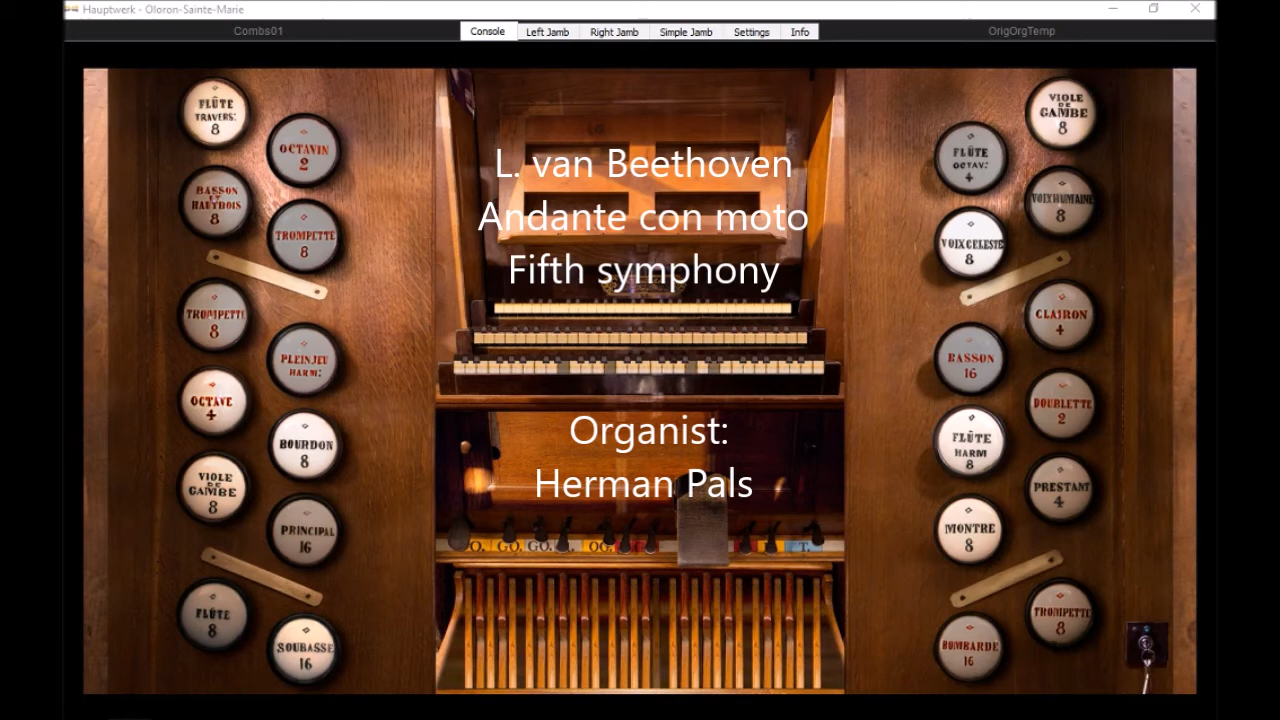 Hauptwerk - Oloron-Sainte-Marie
Combs01
Console
Left Jamb
Right Jamb
Simple Jamb
Settings
Info
OrigOrgTemp
FLÛTE
TRAVERS:
8
OCTAVIN
2
BASSON
ET
HAUTBOIS
8
TROMPETTE
8
TROMPETTE
8
PLEIN JEU
HARM:
OCTAVE
4
BOURDON
8
VIOLE
DE
GAMBE
8
PRINCIPAL
16
FLÛTE
8
SOUBASSE
16
L. van Beethoven
Andante con moto
Fifth symphony
Organist:
Herman Pals
GO. GO.
T.
VIOLE
DE
GAMBE
8
FLÛTE
OCTAV:
4
VOIX HUMAINE
8
VOIX CELESTE
8
CLAIRON
4
BASSON
16
DOUBLETTE
2
FLÛTE
HARM
8
PRESTANT
4
MONTRE
8
TROMPETTE
8
BOMBARDE
16